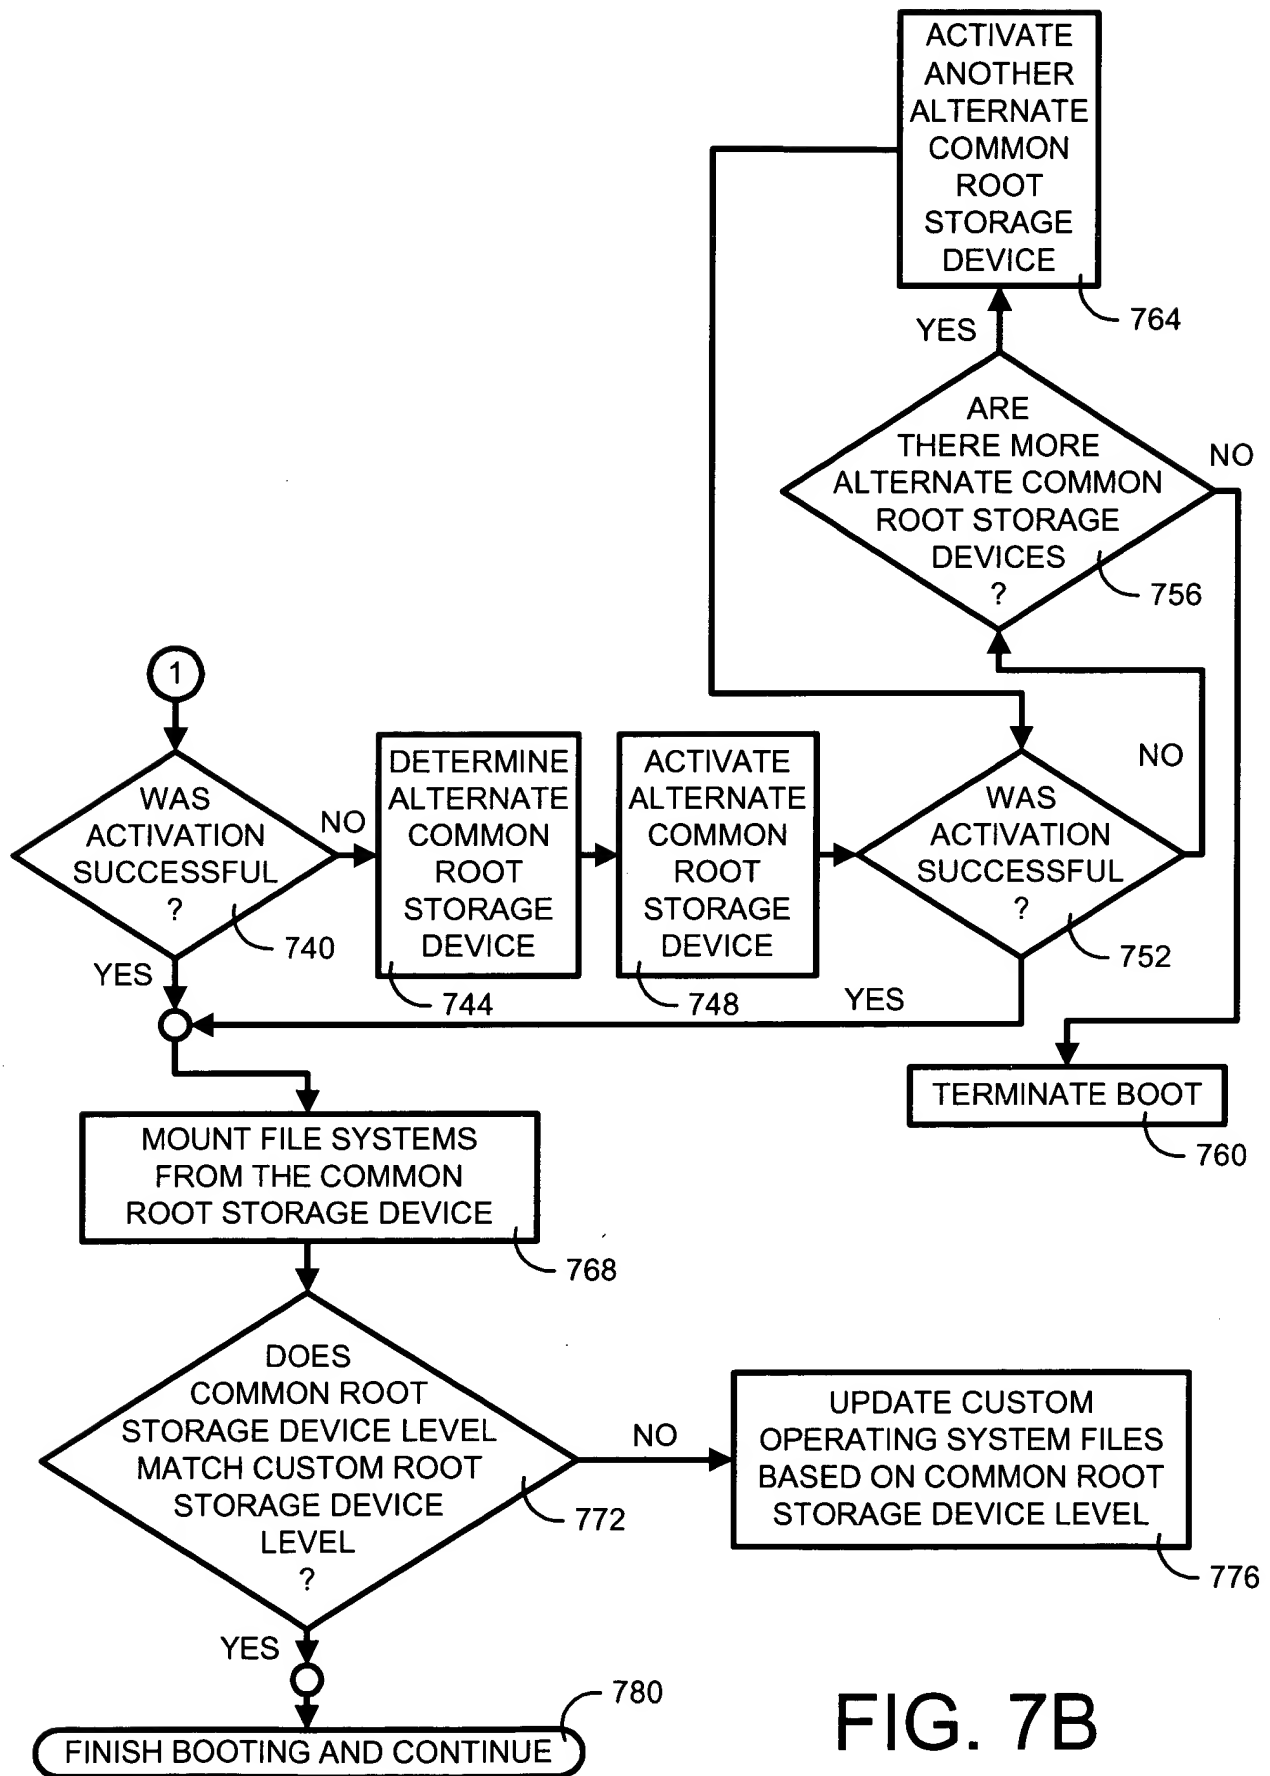 ACTIVATE
ANOTHER
ALTERNATE
COMMON
ROOT
STORAGE
DEVICE
764
YES
ARE
THERE MORE
ALTERNATE COMMON
ROOT STORAGE
DEVICES
?
756
NO
1
WAS
ACTIVATION
SUCCESSFUL
?
740
NO
YES
DETERMINE
ALTERNATE
COMMON
ROOT
STORAGE
DEVICE
744
ACTIVATE
ALTERNATE
COMMON
ROOT
STORAGE
DEVICE
748
WAS
ACTIVATION
SUCCESSFUL
?
752
NO
YES
TERMINATE BOOT
760
MOUNT FILE SYSTEMS
FROM THE COMMON
ROOT STORAGE DEVICE
768
DOES
COMMON ROOT
STORAGE DEVICE LEVEL
MATCH CUSTOM ROOT
STORAGE DEVICE
LEVEL
?
772
NO
UPDATE CUSTOM
OPERATING SYSTEM FILES
BASED ON COMMON ROOT
STORAGE DEVICE LEVEL
776
YES
780
FINISH BOOTING AND CONTINUE
FIG. 7B